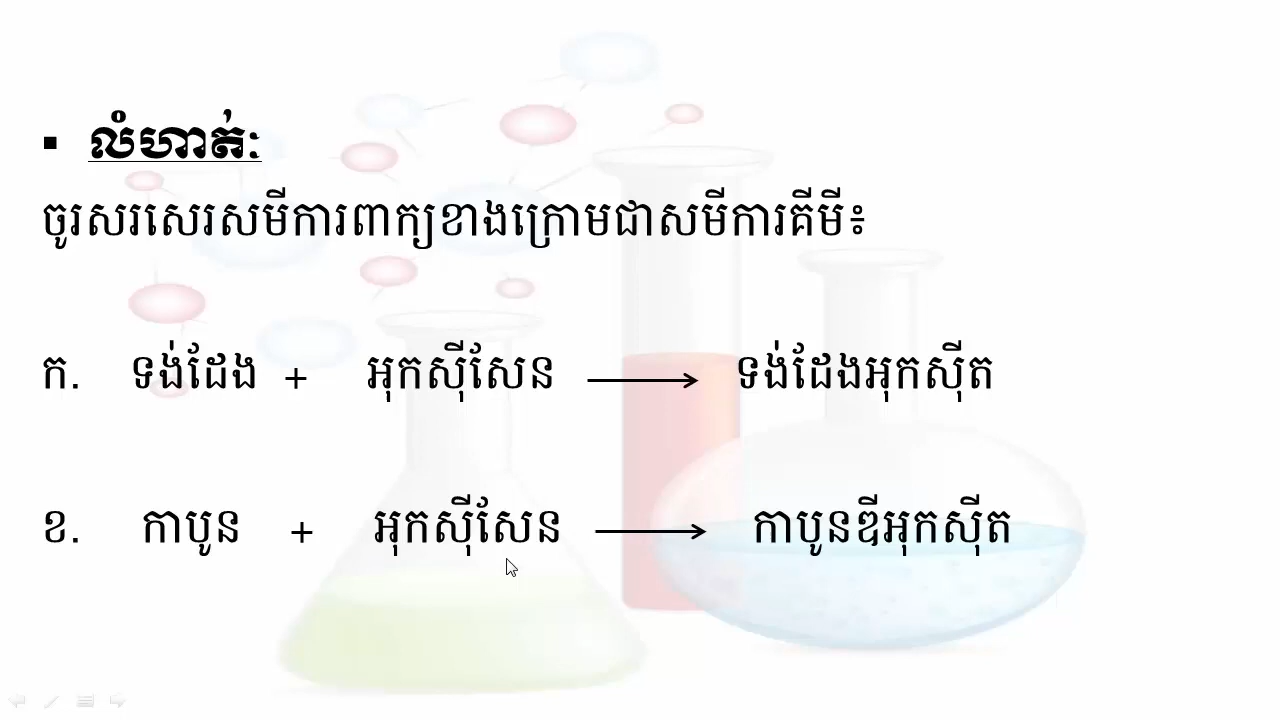 ▪ លំហាត់ៈ
ចូរសរសេរសមីការពាក្យខាងក្រោមជាសមីការគីមី៖
ក. ទង់ដែង + អុកស៊ីសែន ⟶ ទង់ដែងអុកស៊ីត
ខ. កាបូន + អុកស៊ីសែន ⟶ កាបូនឌីអុកស៊ីត